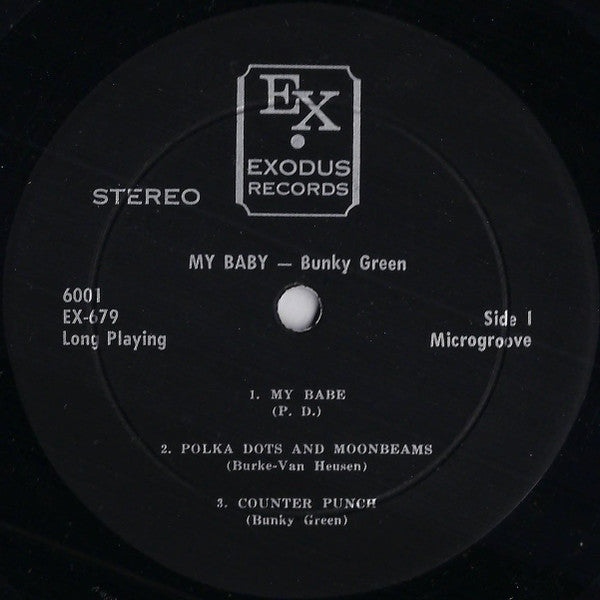 EX
EXODUS
RECORDS
STEREO
MY BABY — Bunky Green
6001
EX-679
Long Playing
Side 1
Microgroove
1. MY BABE
(P. D.)
2. POLKA DOTS AND MOONBEAMS
(Burke-Van Heusen)
3. COUNTER PUNCH
(Bunky Green)